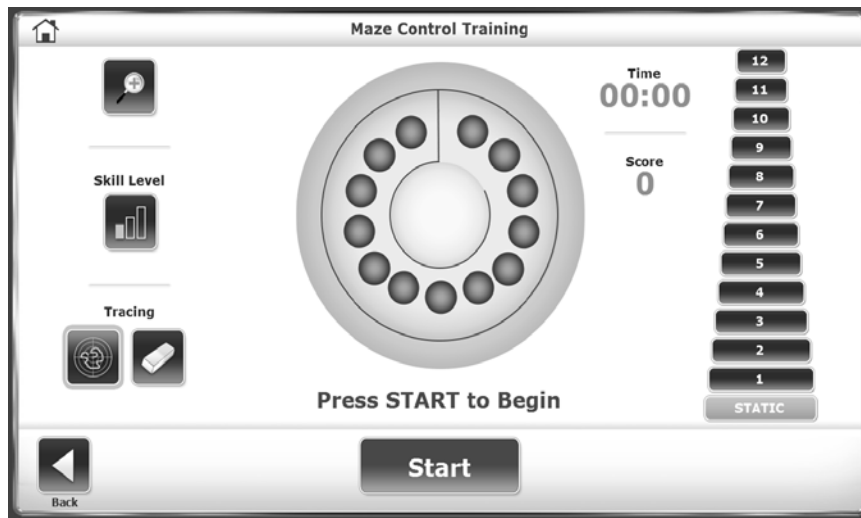 Maze Control Training
Skill Level
Tracing
Time
00:00
Score
0
12
11
10
9
8
7
6
5
4
3
2
1
STATIC
Press START to Begin
Back
Start